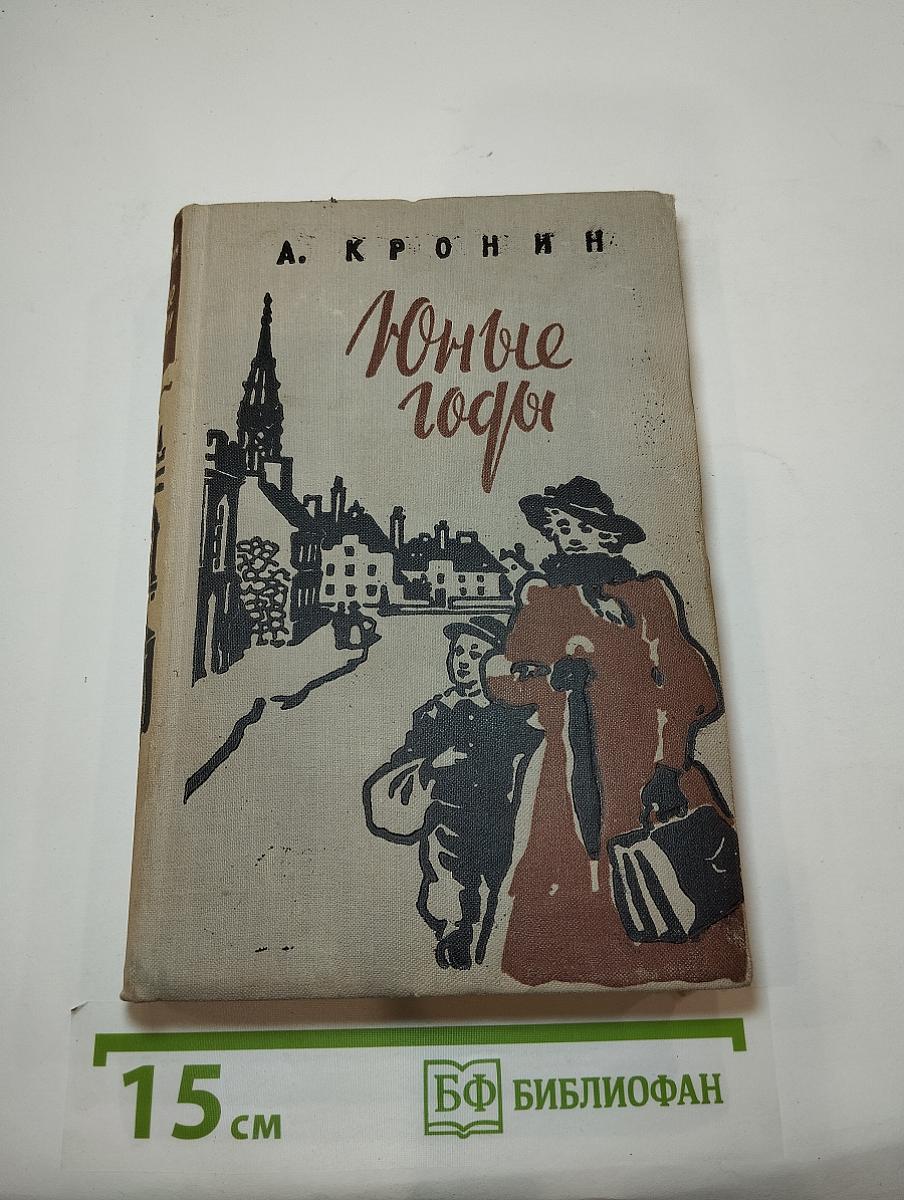 А. КРОНИН
Юные
годы
15 см
БФ БИБЛИОФАН